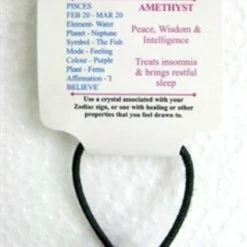 PISCES
FEB 20 - MAR 20
Element- Water
Planet - Neptune
Symbol - The Fish
Mode - Feeling
Colour - Purple
Plant - Ferns
Affirmation -'I
BELIEVE'
AMETHYST
Peace, Wisdom &
Intelligence
Treats insomnia
& brings restful
sleep
Use a crystal associated with your
Zodiac sign, or one with healing or other
properties that you feel drawn to.